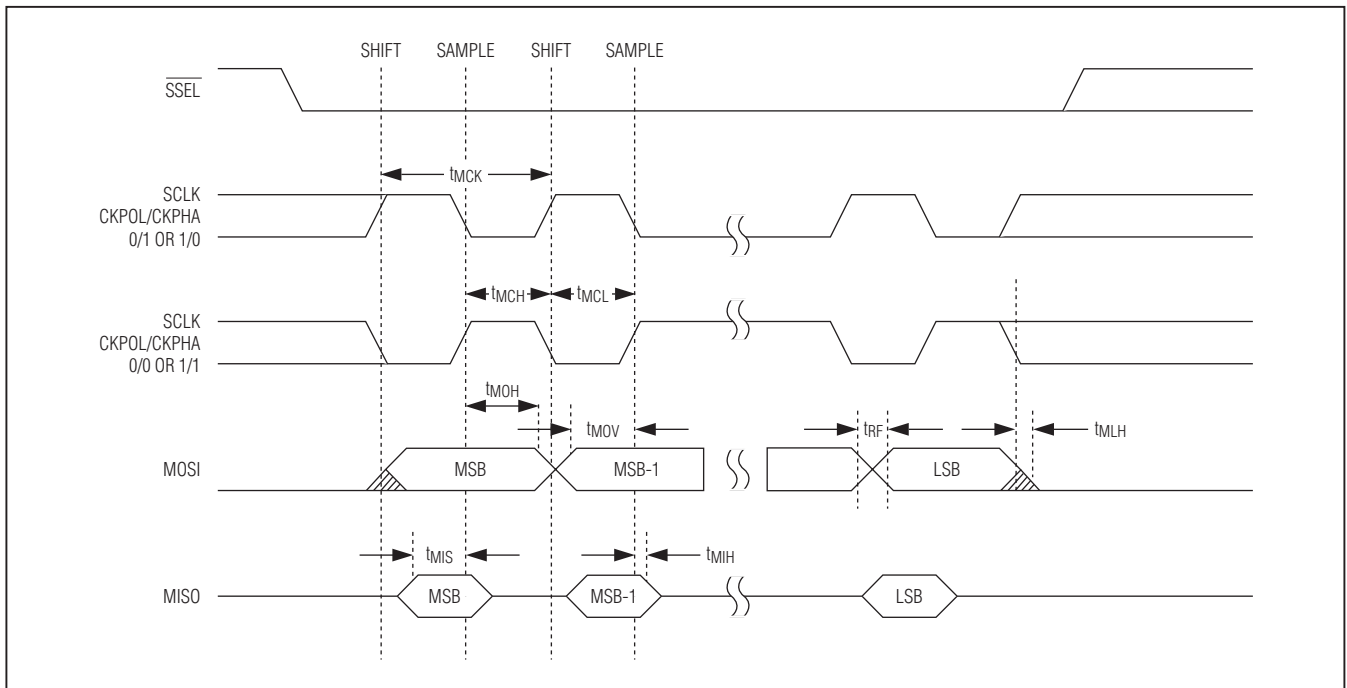 SHIFT SAMPLE SHIFT SAMPLE
SSEL
tMCK
SCLK
CKPOL/CKPHA
0/1 OR 1/0
tMCH tMCL
SCLK
CKPOL/CKPHA
0/0 OR 1/1
tMOH
tMOV tRF tMLH
MOSI MSB MSB-1 LSB
tMIS tMIH
MISO MSB MSB-1 LSB